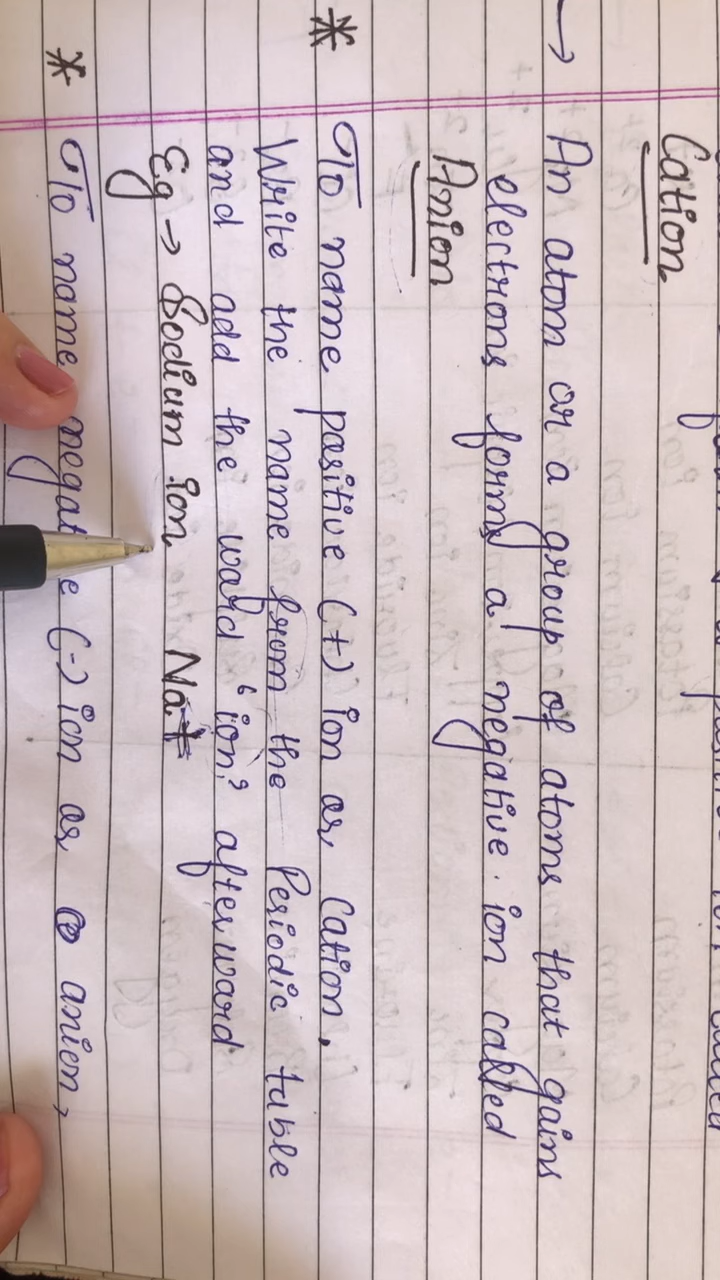 Cation
→ An atom or a group of atoms that gains
electrons forms a negative ion called
Anion
* To name positive (+) ion or Cation,
Write the name from the Periodic table
and add the word 'ion' afterward
Eg → Sodium ion Na+
* To name (-) ion or anion,